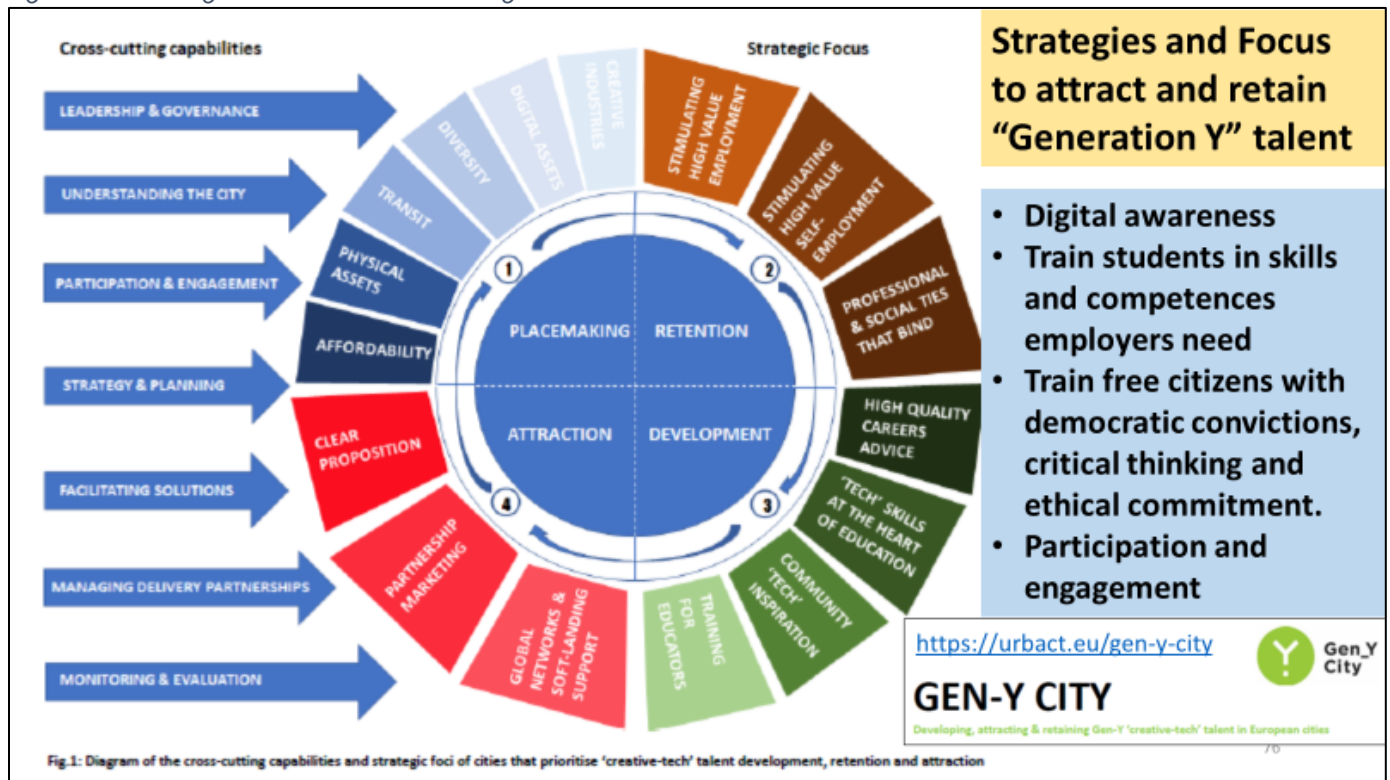 Cross-cutting capabilities
Strategic Focus
LEADERSHIP & GOVERNANCE
UNDERSTANDING THE CITY
PARTICIPATION & ENGAGEMENT
STRATEGY & PLANNING
FACILITATING SOLUTIONS
MANAGING DELIVERY PARTNERSHIPS
MONITORING & EVALUATION
AFFORDABILITY
PHYSICAL
ASSETS
TRANSIT
DIVERSITY
DIGITAL ASSETS
CREATIVE
INDUSTRIES
STIMULATING
HIGH VALUE
EMPLOYMENT
STIMULATING
HIGH VALUE
SELF-
EMPLOYMENT
PROFESSIONAL
& SOCIAL TIES
THAT BIND
HIGH QUALITY
CAREERS
ADVICE
'TECH' SKILLS
AT THE HEART
OF EDUCATION
COMMUNITY
'TECH'
INSPIRATION
TRAINING
FOR
EDUCATORS
GLOBAL
NETWORKS &
SOFT-LANDING
SUPPORT
PARTNERSHIP
MARKETING
CLEAR
PROPOSITION
1
2
3
4
PLACEMAKING
RETENTION
ATTRACTION
DEVELOPMENT
Strategies and Focus
to attract and retain
“Generation Y” talent
• Digital awareness
• Train students in skills
and competences
employers need
• Train free citizens with
democratic convictions,
critical thinking and
ethical commitment.
• Participation and
engagement
https://urbact.eu/gen-y-city
Y
Gen_Y
City
GEN-Y CITY
Developing, attracting & retaining Gen-Y 'creative-tech' talent in European cities
76
Fig.1: Diagram of the cross-cutting capabilities and strategic foci of cities that prioritise 'creative-tech' talent development, retention and attraction